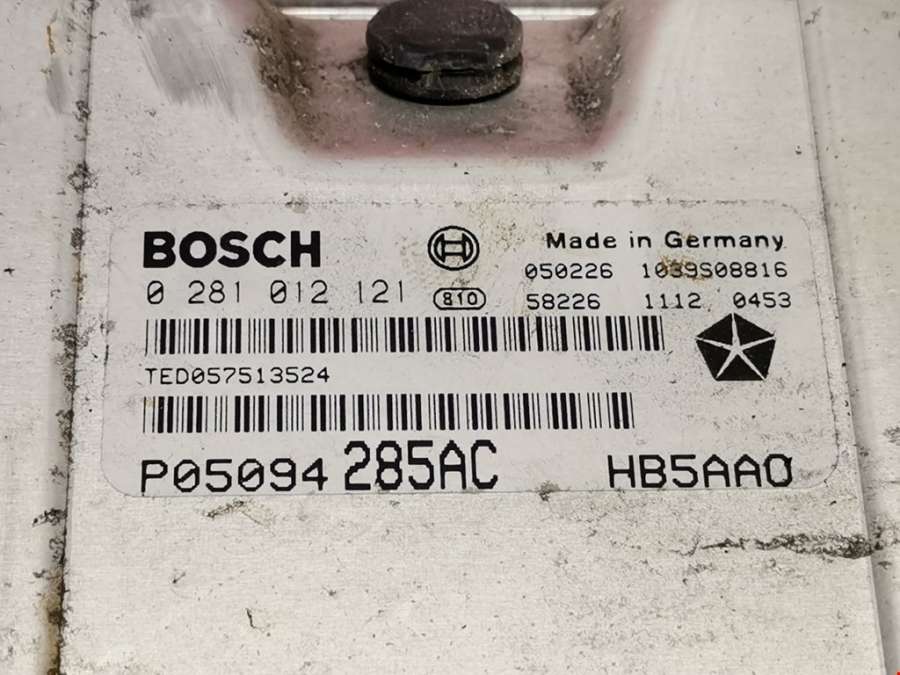 BOSCH
Made in Germany
0 281 012 121
810
050226 1039S08816
58226 1112 0453
TED057513524
P05094 285AC HB5AA0